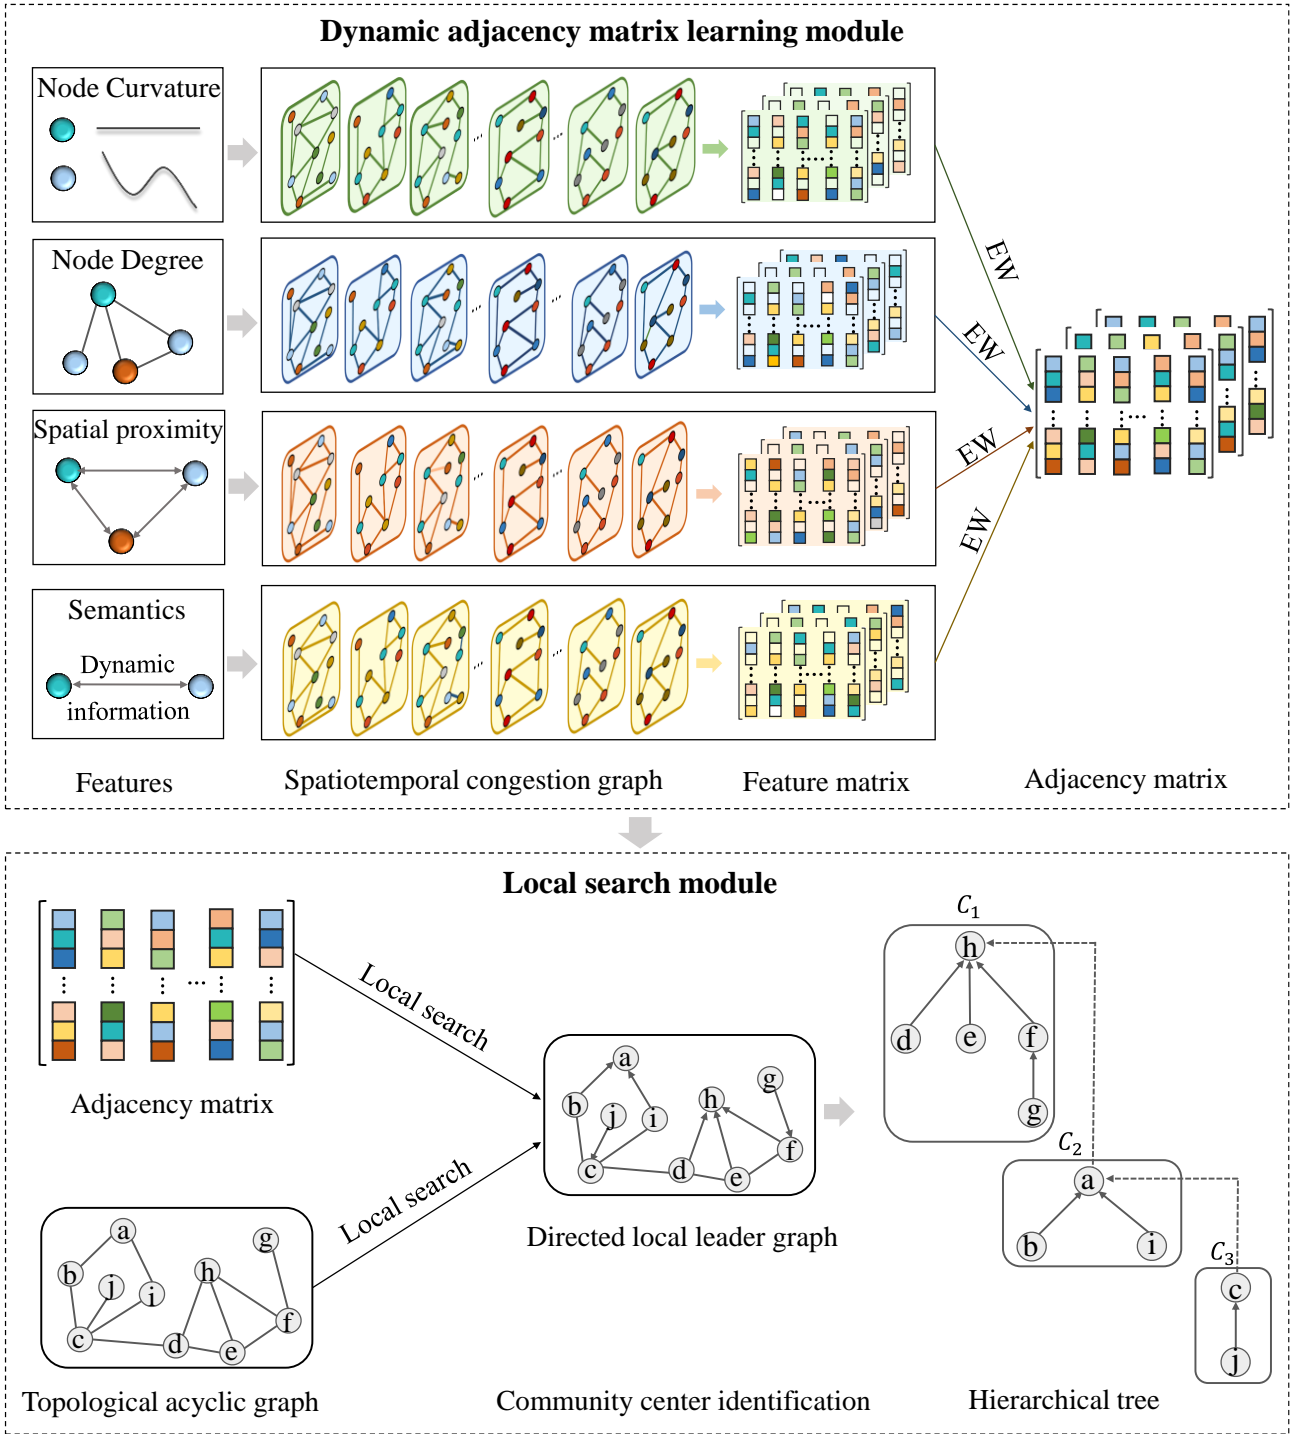 Dynamic adjacency matrix learning module
Node Curvature
Node Degree
Spatial proximity
Semantics
Dynamic
information
EW
EW
EW
EW
Features
Spatiotemporal congestion graph
Feature matrix
Adjacency matrix
Local search module
Adjacency matrix
Local search
Local search
a
b
j
i
c
d
h
e
g
f
Topological acyclic graph
a
b
j
i
c
d
h
e
g
f
Directed local leader graph
Community center identification
C1
h
d
e
f
g
C2
a
b
i
C3
c
j
Hierarchical tree